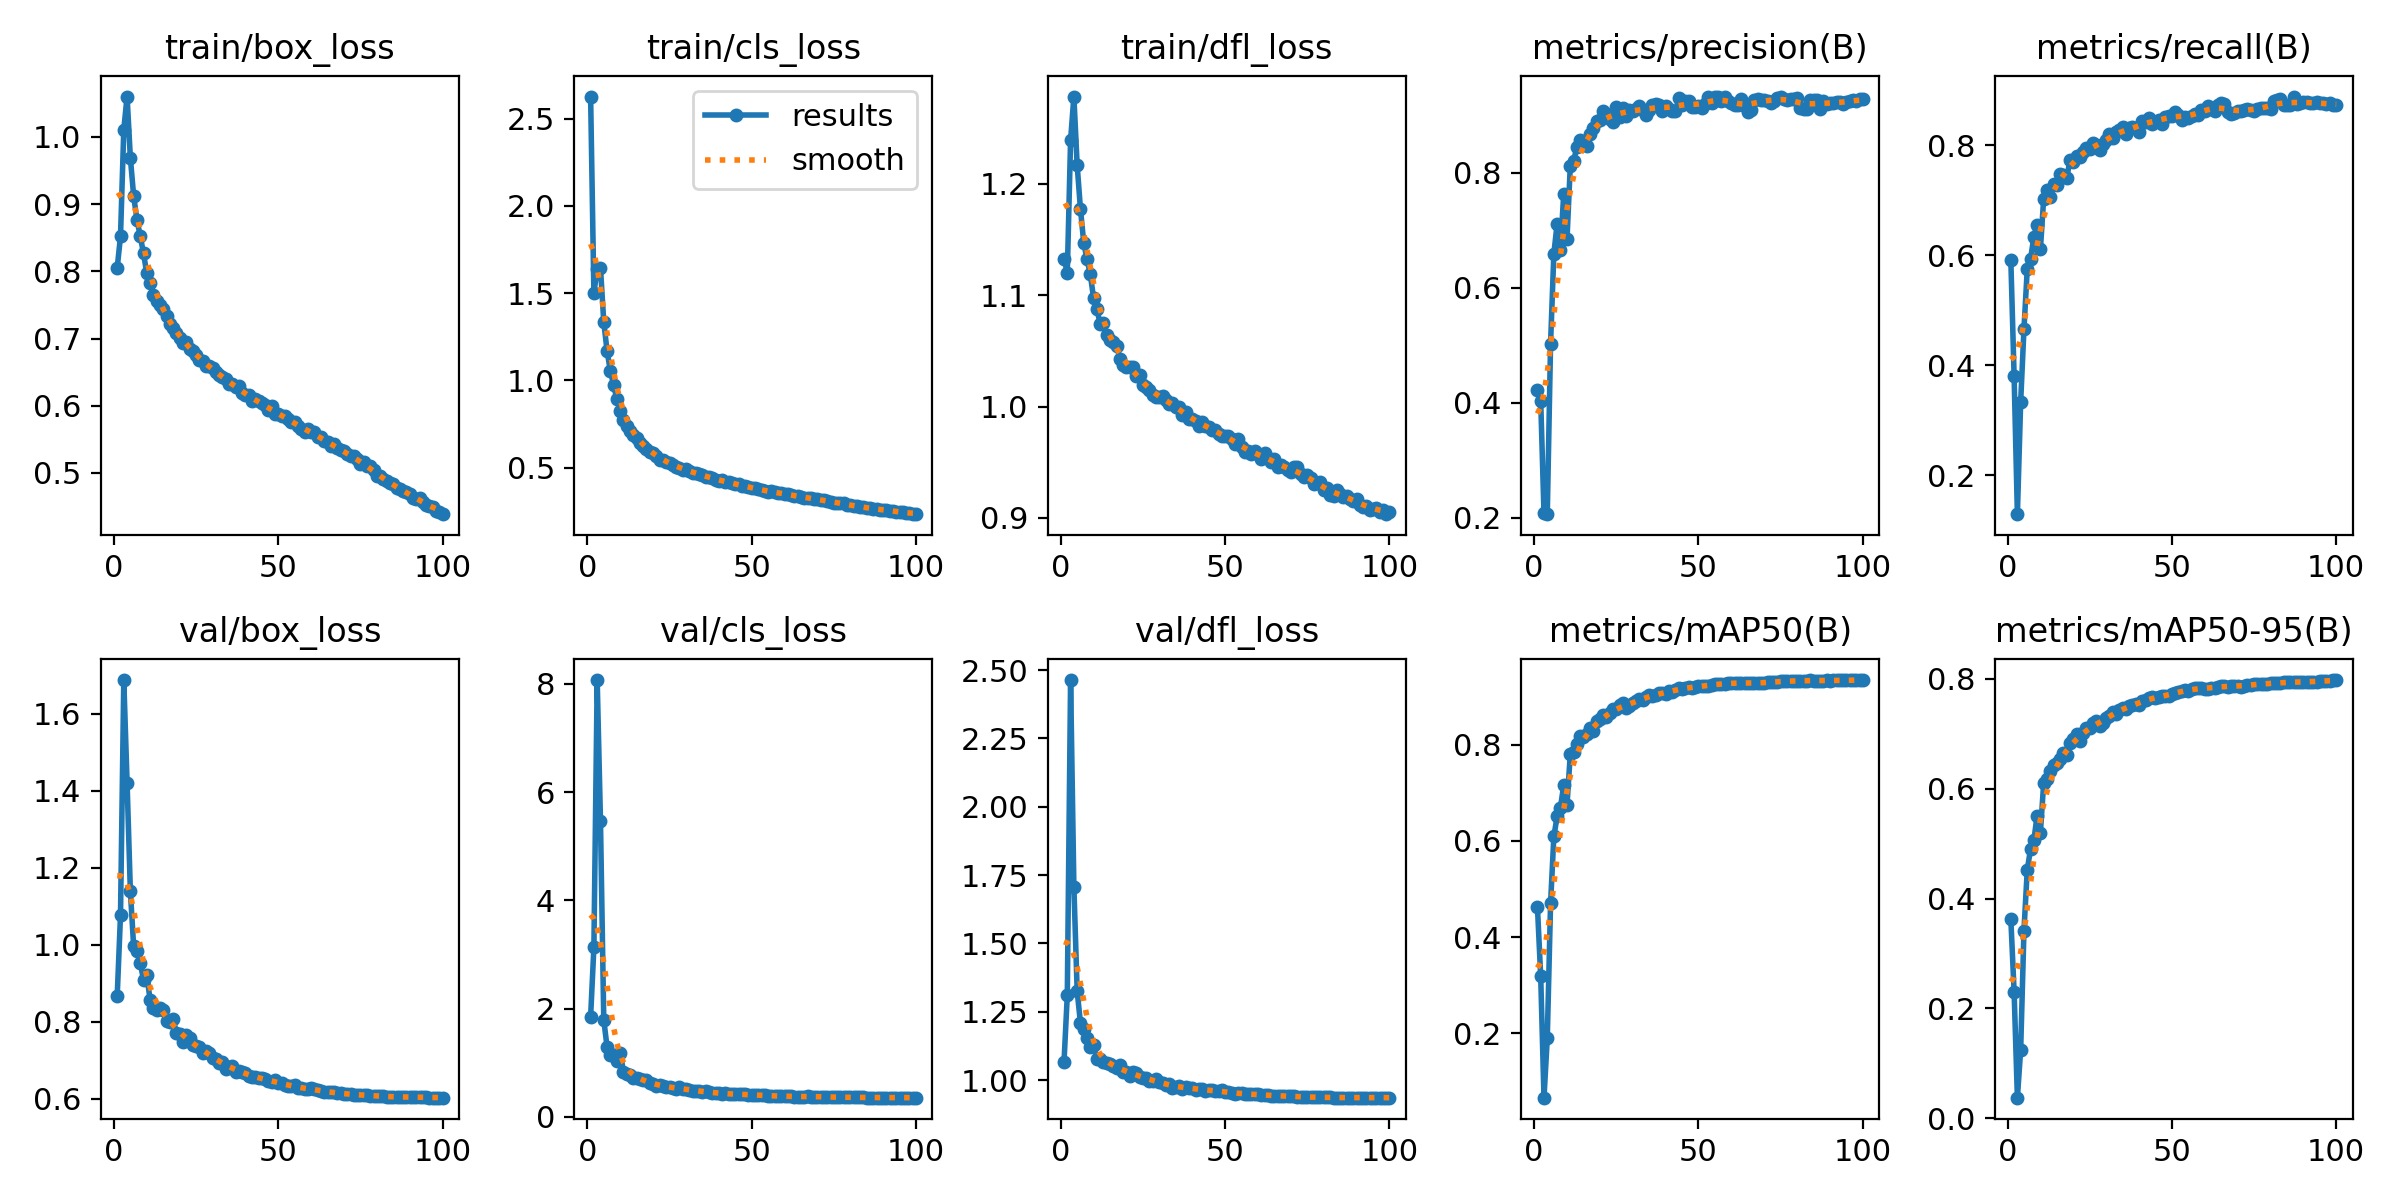 train/box_loss
1.0
0.9
0.8
0.7
0.6
0.5
0 50 100
train/cls_loss
results
smooth
2.5
2.0
1.5
1.0
0.5
0 50 100
train/dfl_loss
1.2
1.1
1.0
0.9
0 50 100
metrics/precision(B)
0.8
0.6
0.4
0.2
0 50 100
metrics/recall(B)
0.8
0.6
0.4
0.2
0 50 100
val/box_loss
1.6
1.4
1.2
1.0
0.8
0.6
0 50 100
val/cls_loss
8
6
4
2
0
0 50 100
val/dfl_loss
2.50
2.25
2.00
1.75
1.50
1.25
1.00
0 50 100
metrics/mAP50(B)
0.8
0.6
0.4
0.2
0 50 100
metrics/mAP50-95(B)
0.8
0.6
0.4
0.2
0.0
0 50 100